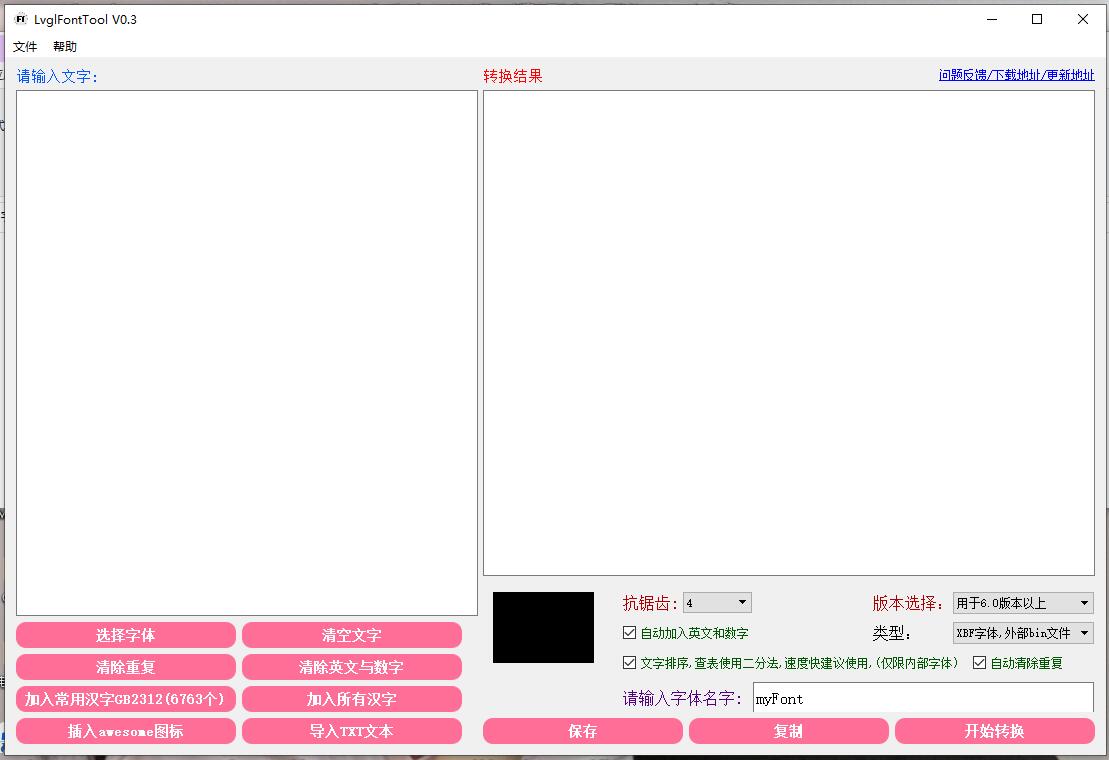 LvglFontTool V0.3
文件 帮助
请输入文字:
转换结果
问题反馈/下载地址/更新地址
选择字体 清空文字
清除重复 清除英文与数字
加入常用汉字GB2312(6763个) 加入所有汉字
插入awesome图标 导入TXT文本
抗锯齿: 4
版本选择: 用于6.0版本以上
自动加入英文和数字
类型: XBF字体,外部bin文件
文字排序,查表使用二分法,速度快建议使用,(仅限内部字体) 自动清除重复
请输入字体名字: myFont
保存 复制 开始转换